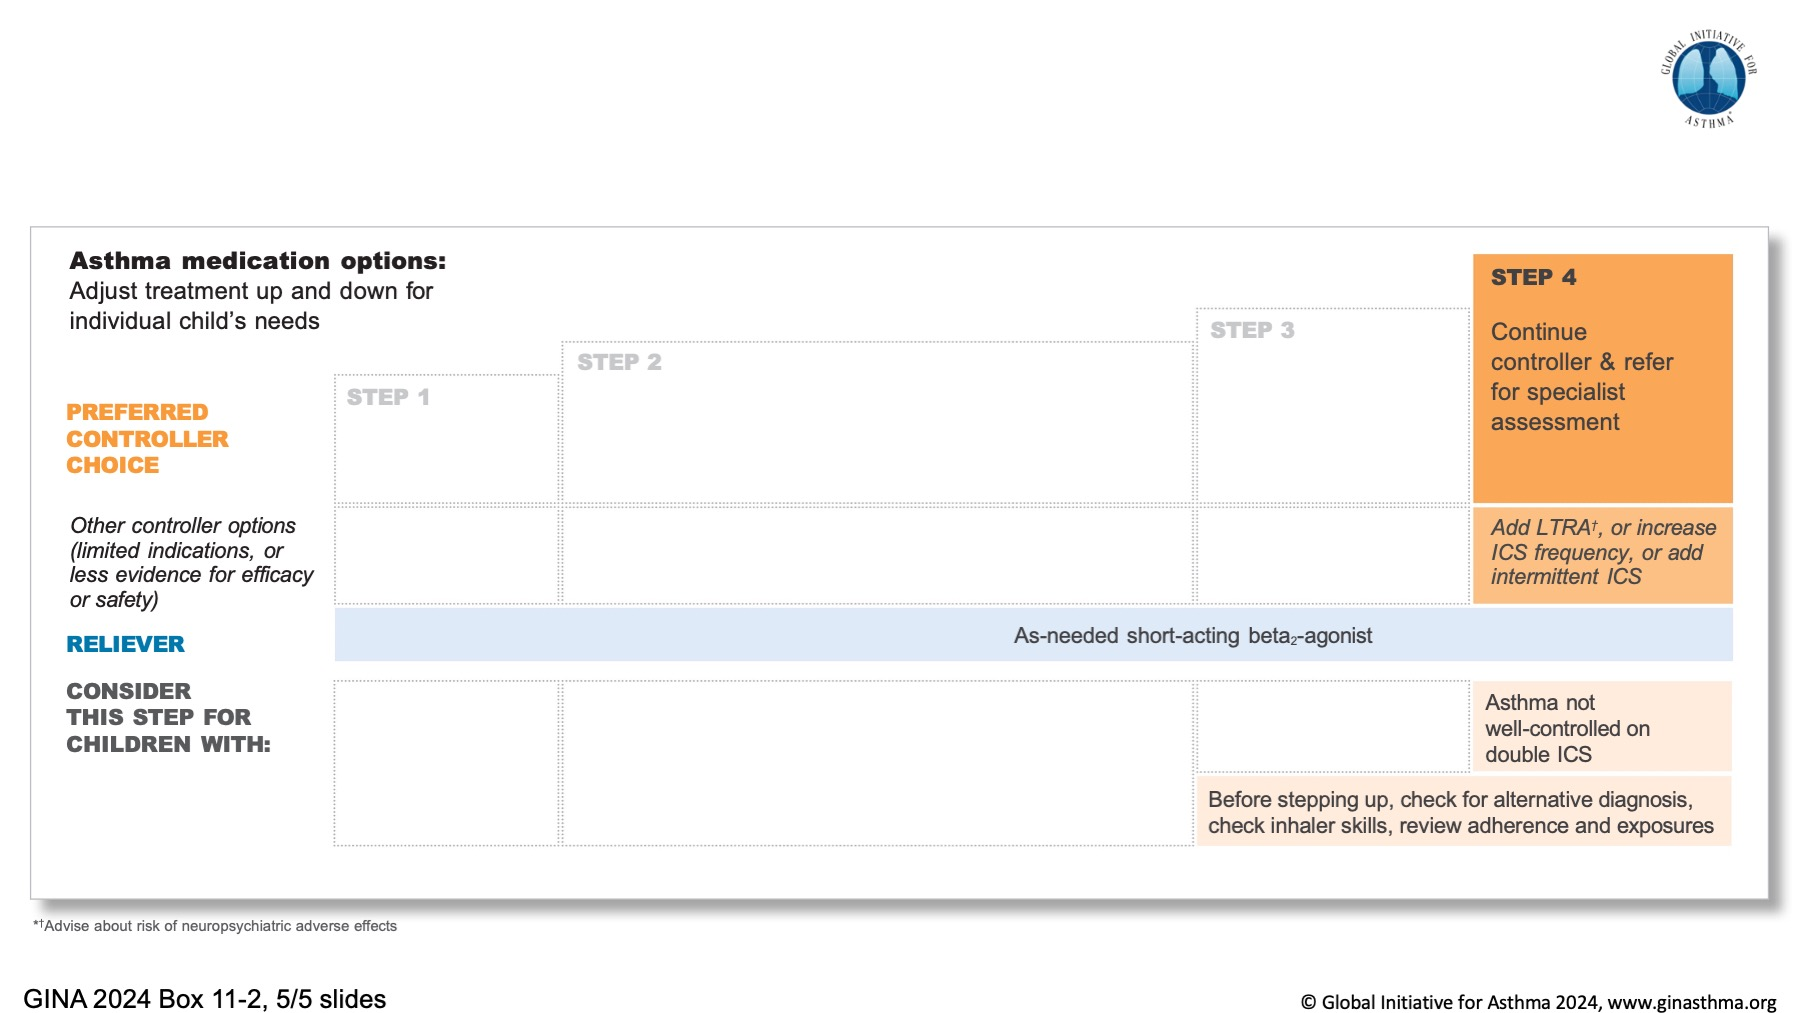 GLOBAL INITIATIVE FOR
ASTHMA
Asthma medication options:
Adjust treatment up and down for
individual child’s needs
STEP 1
STEP 2
STEP 3
STEP 4
Continue
controller & refer
for specialist
assessment
PREFERRED
CONTROLLER
CHOICE
Other controller options
(limited indications, or
less evidence for efficacy
or safety)
Add LTRA†, or increase
ICS frequency, or add
intermittent ICS
RELIEVER
As-needed short-acting beta₂-agonist
CONSIDER
THIS STEP FOR
CHILDREN WITH:
Asthma not
well-controlled on
double ICS
Before stepping up, check for alternative diagnosis,
check inhaler skills, review adherence and exposures
*†Advise about risk of neuropsychiatric adverse effects
GINA 2024 Box 11-2, 5/5 slides
© Global Initiative for Asthma 2024, www.ginasthma.org